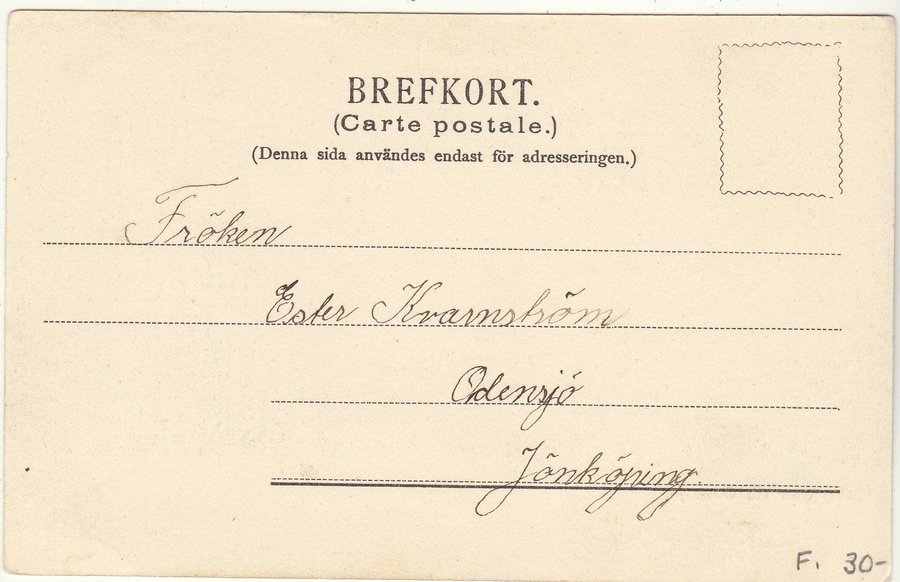 BREFKORT.
(Carte postale.)
(Denna sida användes endast för adresseringen.)
Fröken
Ester Kvarnström
Odensjö
Jönköping.
F. 30-